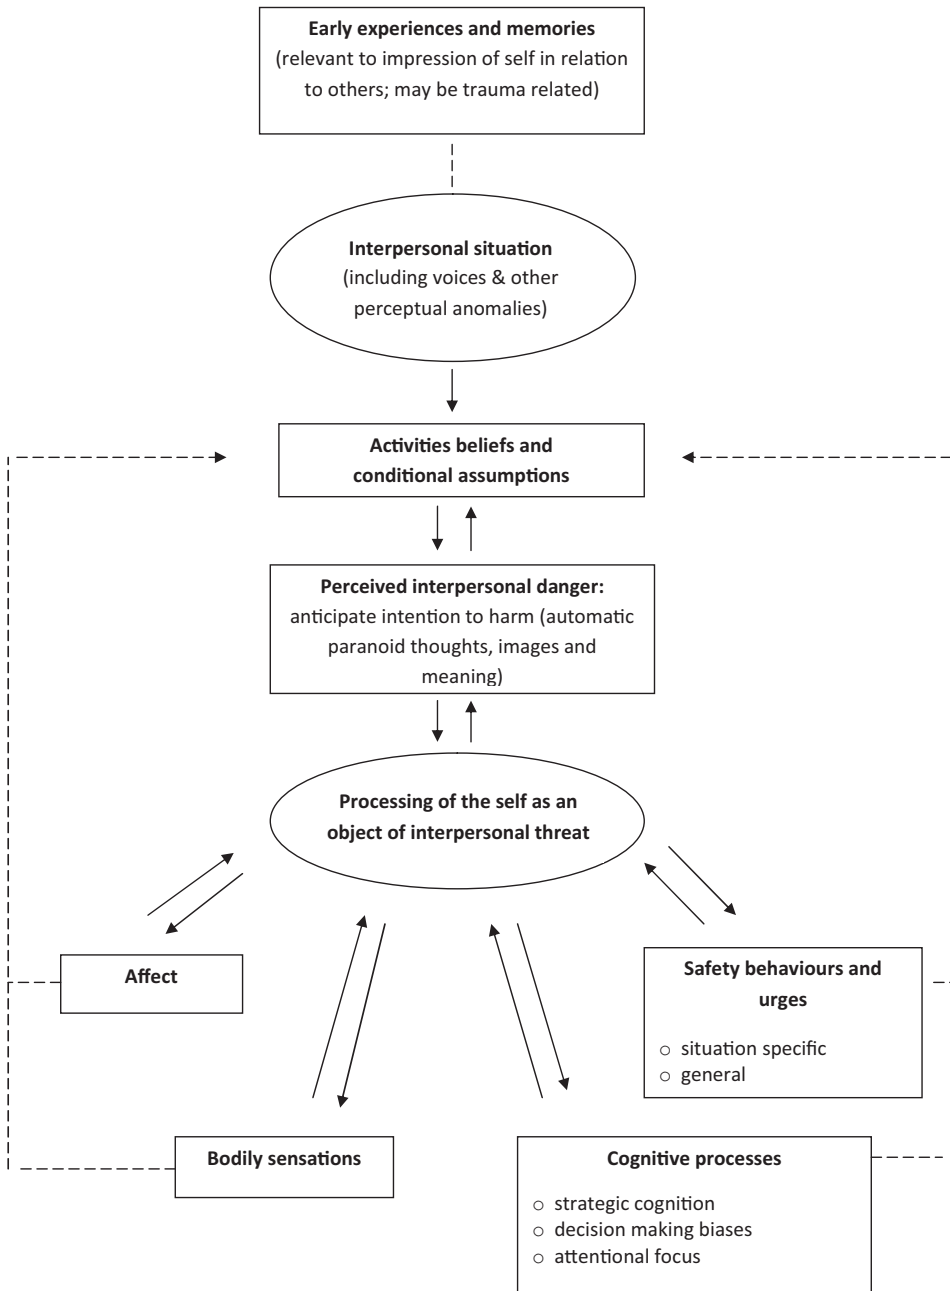 Early experiences and memories
(relevant to impression of self in relation
to others; may be trauma related)
Interpersonal situation
(including voices & other
perceptual anomalies)
Activities beliefs and
conditional assumptions
Perceived interpersonal danger:
anticipate intention to harm (automatic
paranoid thoughts, images and
meaning)
Processing of the self as an
object of interpersonal threat
Affect
Safety behaviours and
urges
○ situation specific
○ general
Bodily sensations
Cognitive processes
○ strategic cognition
○ decision making biases
○ attentional focus